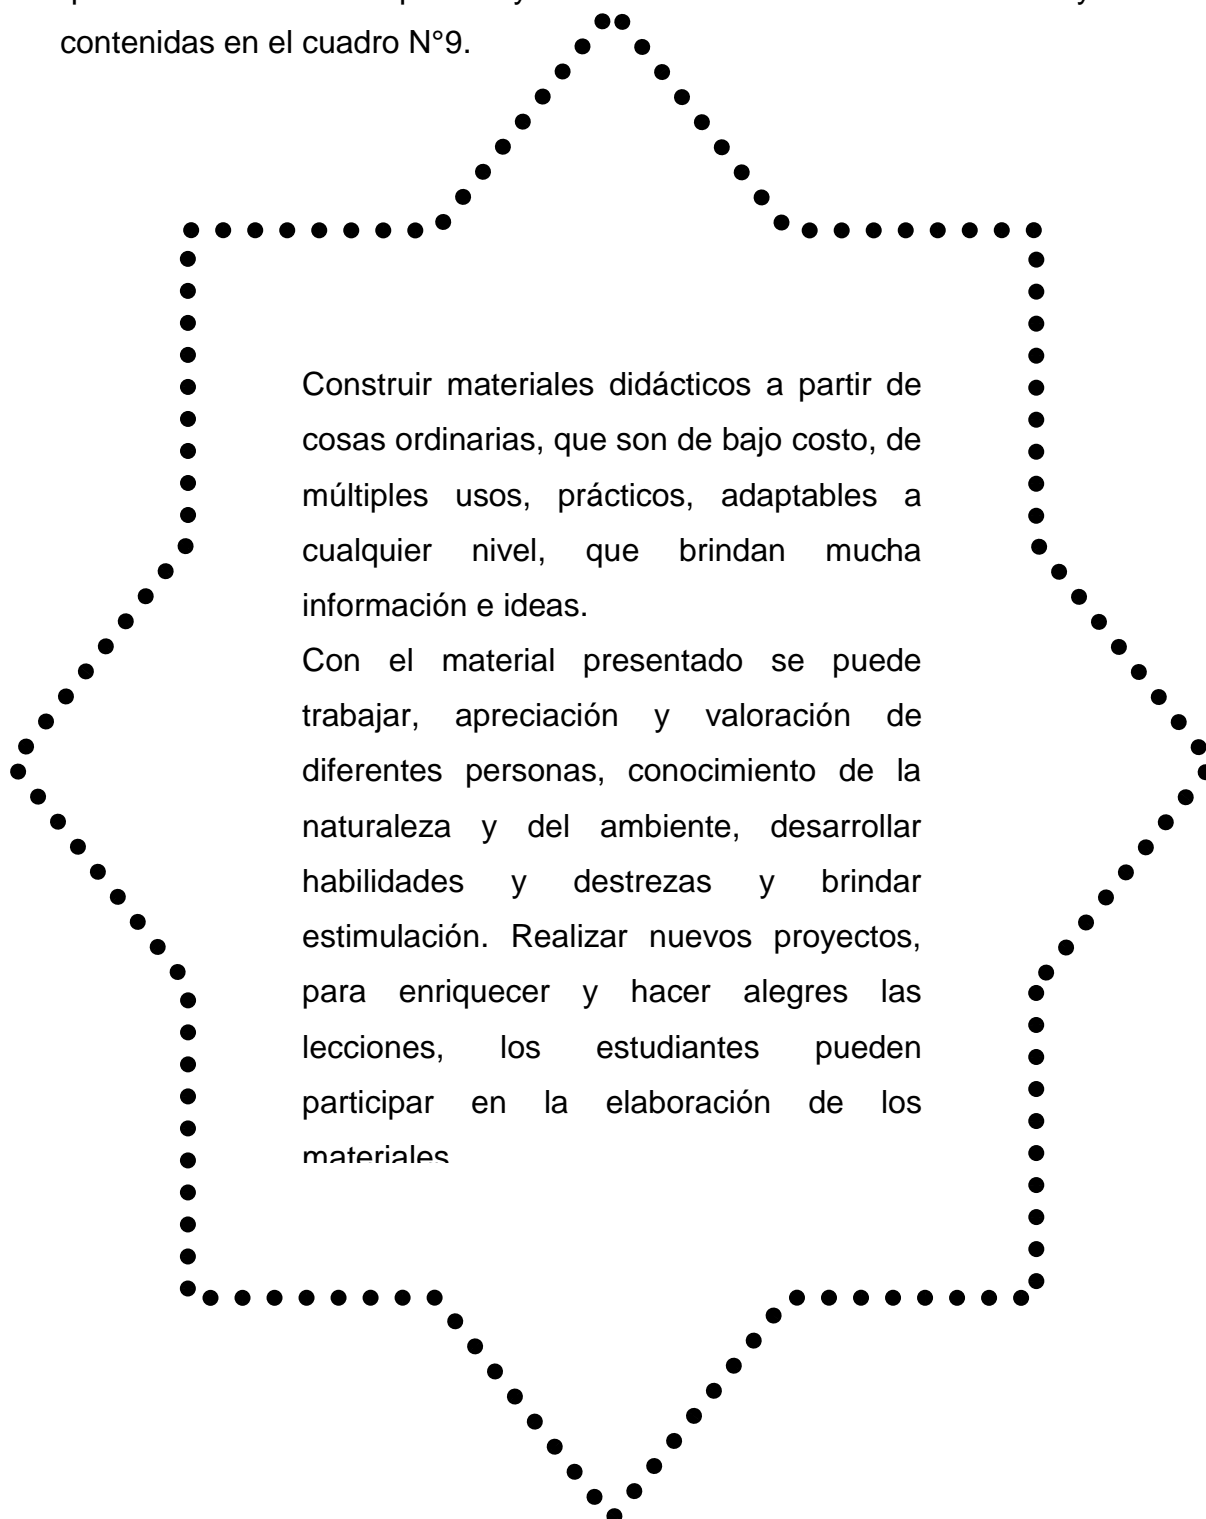 contenidas en el cuadro N°9.
Construir materiales didácticos a partir de
cosas ordinarias, que son de bajo costo, de
múltiples usos, prácticos, adaptables a
cualquier nivel, que brindan mucha
información e ideas.
Con el material presentado se puede
trabajar, apreciación y valoración de
diferentes personas, conocimiento de la
naturaleza y del ambiente, desarrollar
habilidades y destrezas y brindar
estimulación. Realizar nuevos proyectos,
para enriquecer y hacer alegres las
lecciones, los estudiantes pueden
participar en la elaboración de los
materiales